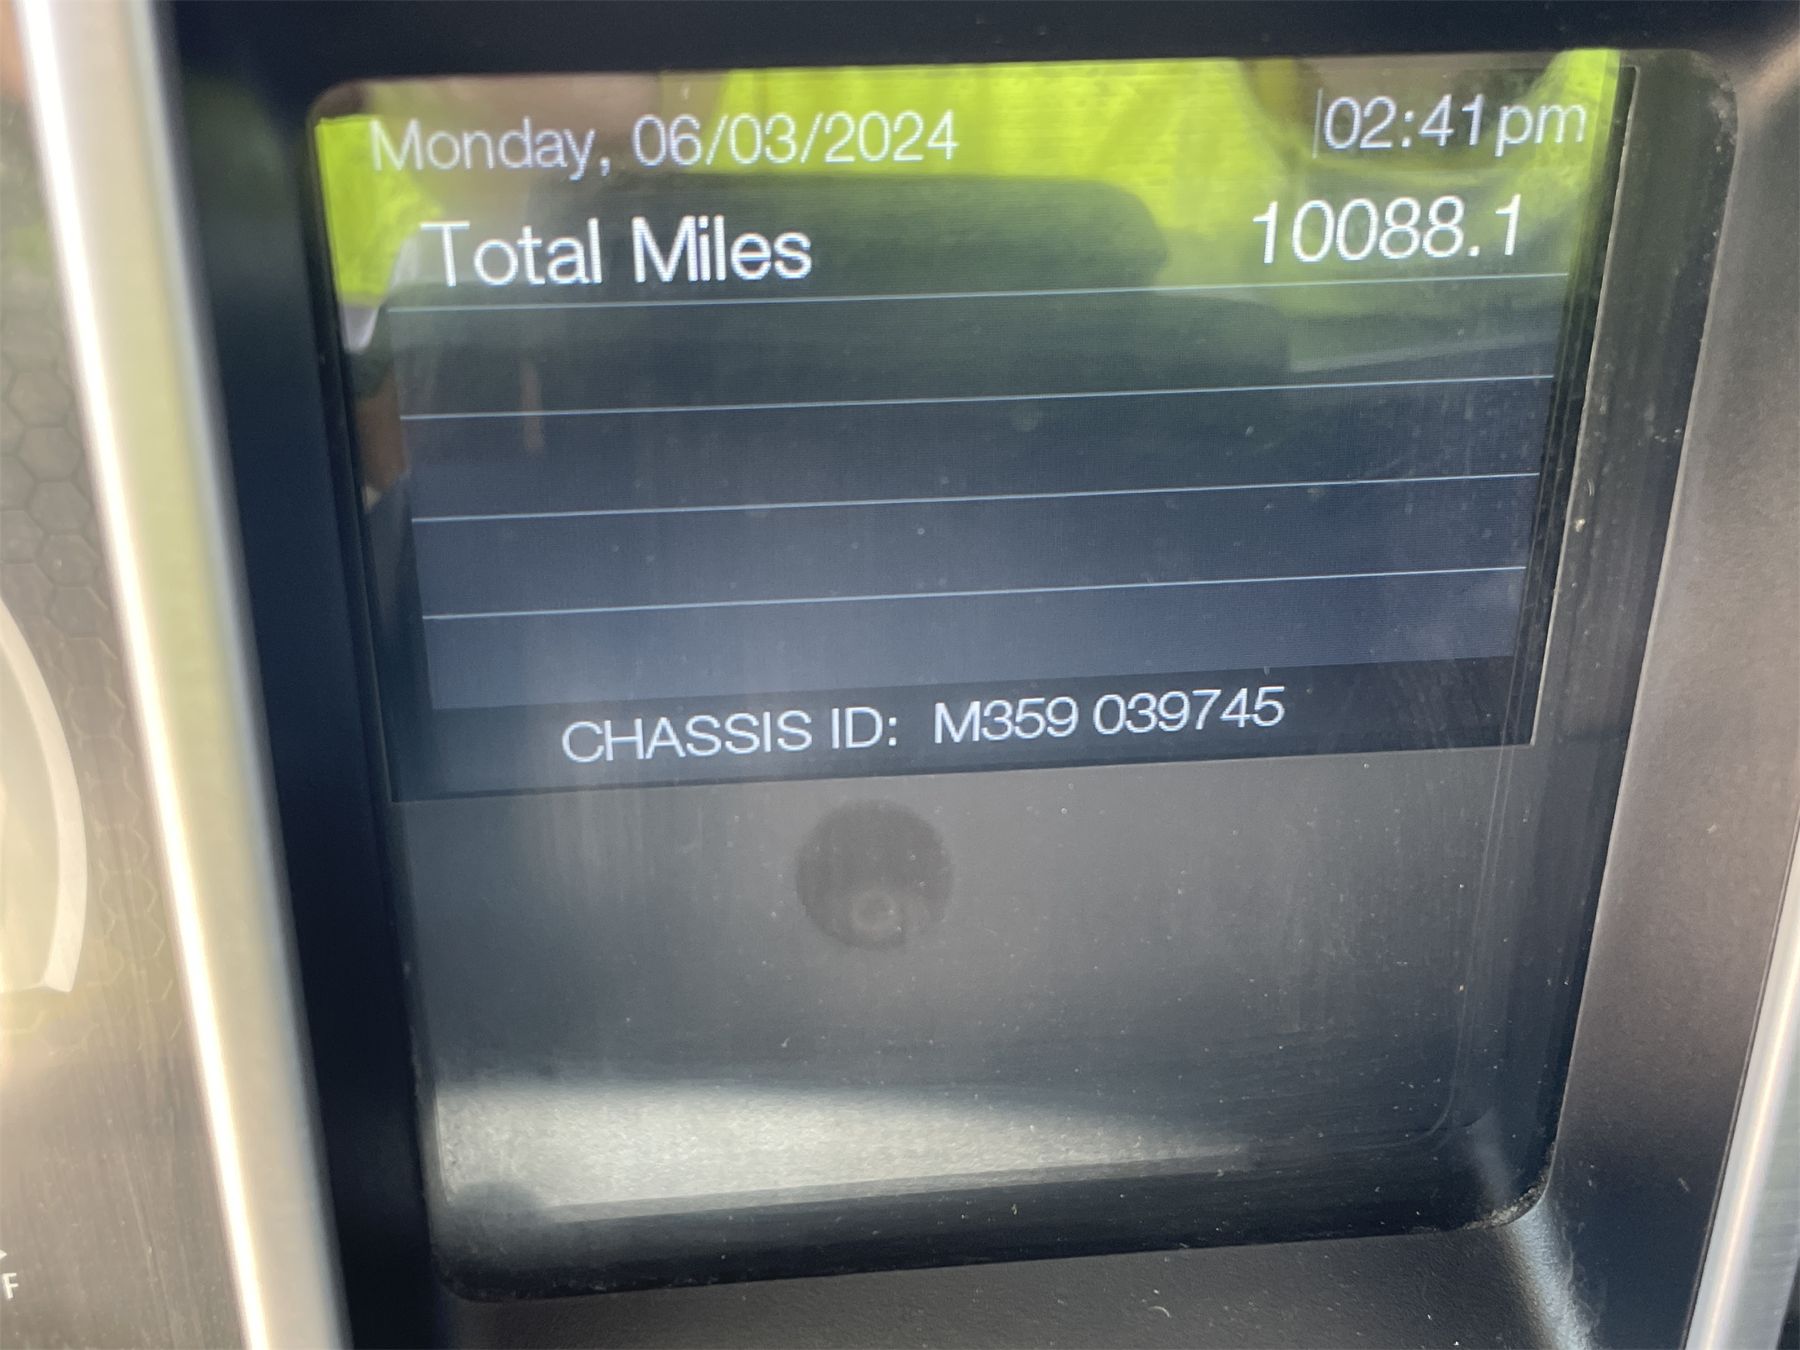 Monday, 06/03/2024 02:41pm
Total Miles 10088.1
CHASSIS ID: M359 039745
F